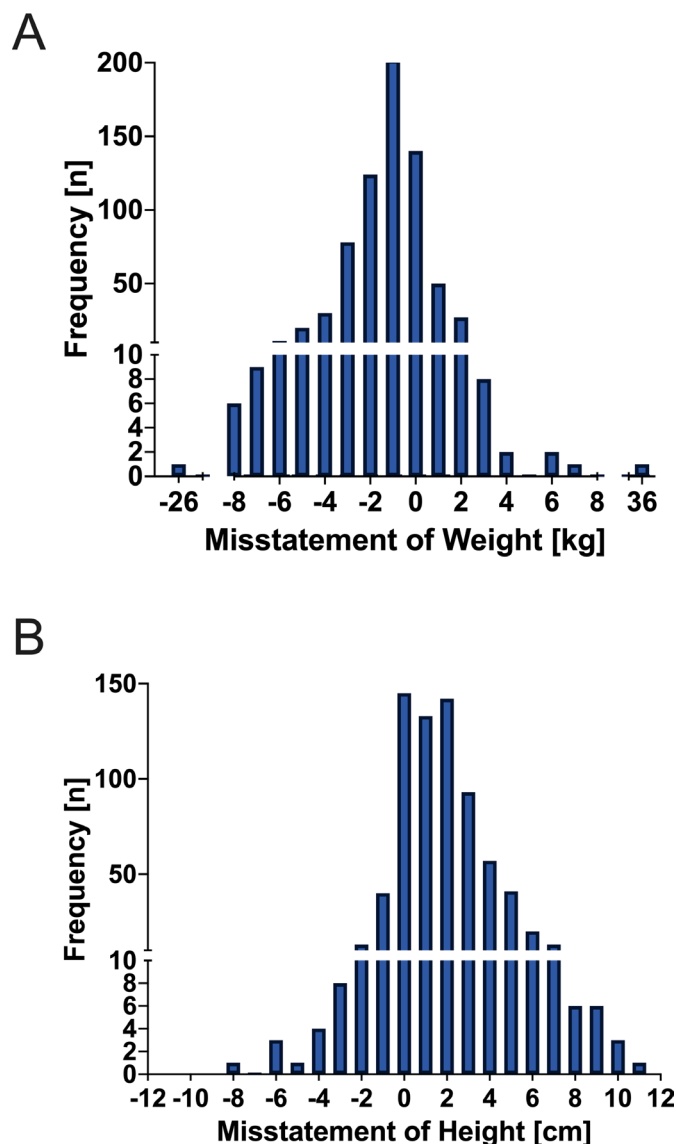 A
Frequency [n]
200
150
100
50
10
8
6
4
2
0
-26 -8 -6 -4 -2 0 2 4 6 8 36
Misstatement of Weight [kg]
B
Frequency [n]
150
100
50
10
8
6
4
2
0
-12 -10 -8 -6 -4 -2 0 2 4 6 8 10 12
Misstatement of Height [cm]